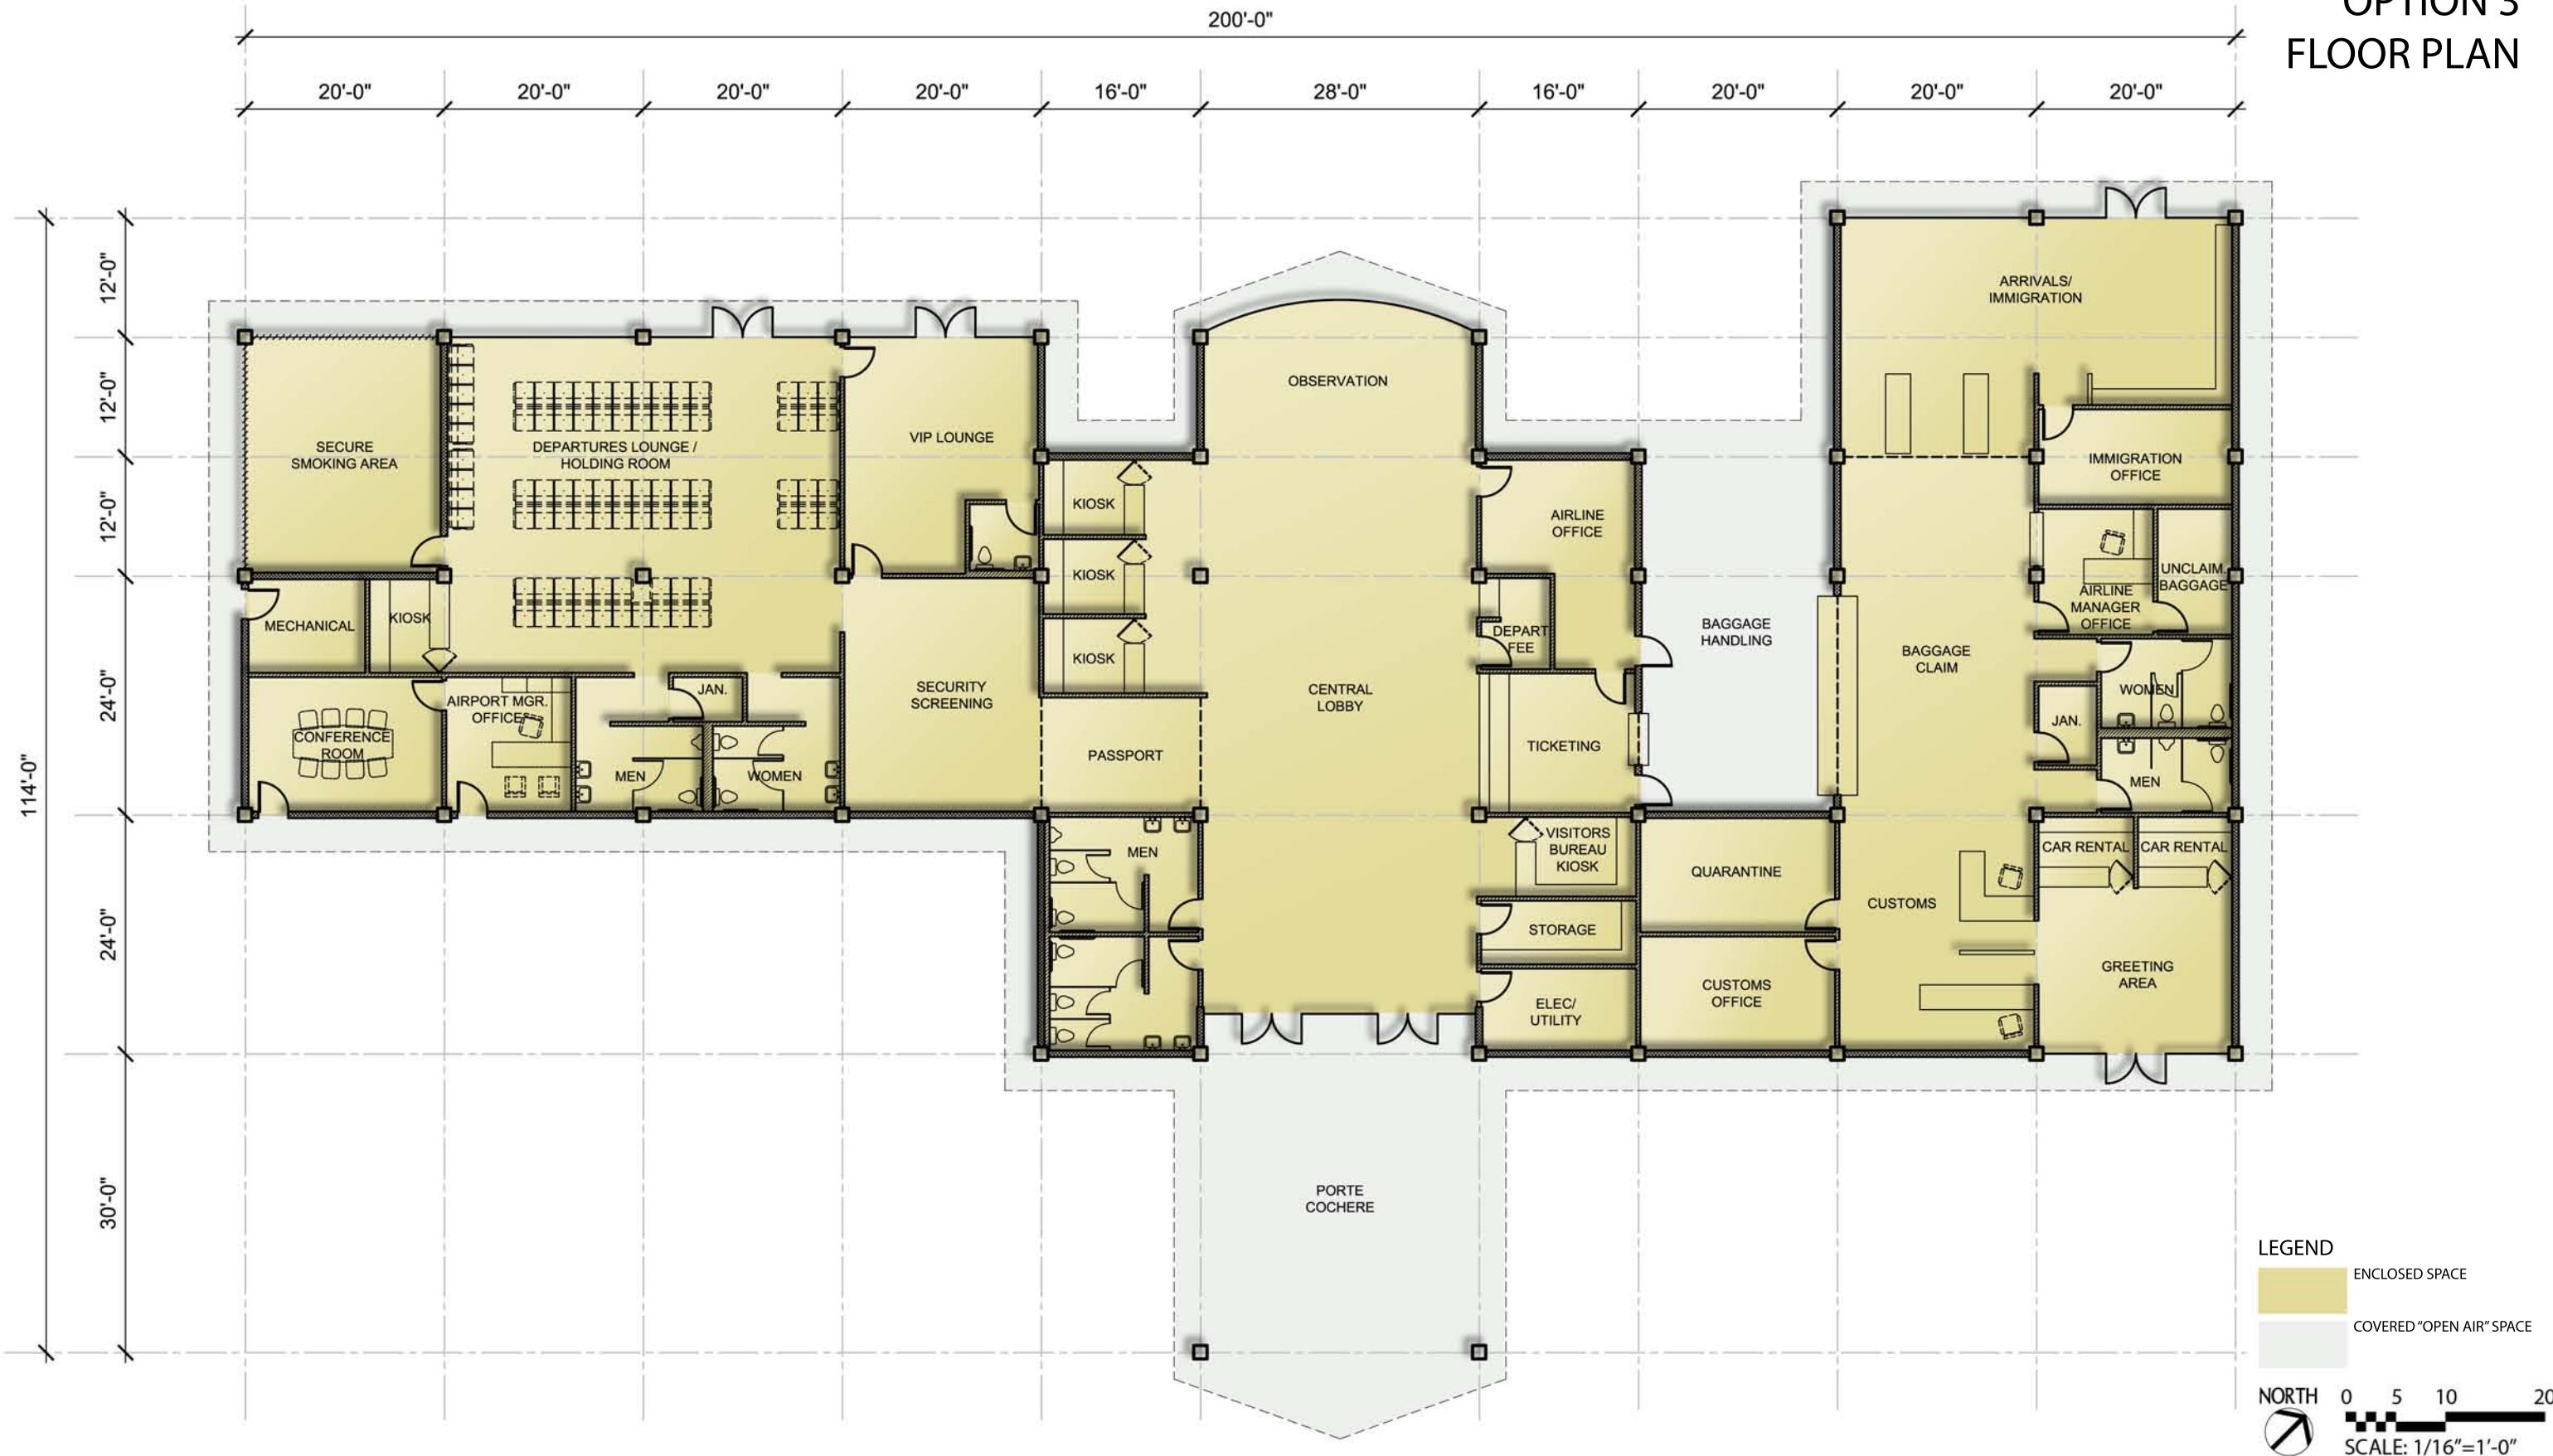 OPTION 3
FLOOR PLAN
200'-0"
20'-0"
20'-0"
20'-0"
20'-0"
16'-0"
28'-0"
16'-0"
20'-0"
20'-0"
20'-0"
114'-0"
12'-0"
12'-0"
12'-0"
24'-0"
24'-0"
30'-0"
SECURE
SMOKING AREA
DEPARTURES LOUNGE /
HOLDING ROOM
VIP LOUNGE
MECHANICAL
KIOSK
CONFERENCE
ROOM
AIRPORT MGR.
OFFICE
JAN.
MEN
WOMEN
SECURITY
SCREENING
KIOSK
KIOSK
KIOSK
PASSPORT
MEN
OBSERVATION
CENTRAL
LOBBY
AIRLINE
OFFICE
DEPART
FEE
TICKETING
VISITORS
BUREAU
KIOSK
STORAGE
ELEC/
UTILITY
BAGGAGE
HANDLING
QUARANTINE
CUSTOMS
OFFICE
ARRIVALS/
IMMIGRATION
IMMIGRATION
OFFICE
AIRLINE
MANAGER
OFFICE
UNCLAIM.
BAGGAGE
BAGGAGE
CLAIM
WOMEN
JAN.
MEN
CUSTOMS
CAR RENTAL
CAR RENTAL
GREETING
AREA
PORTE
COCHERE
LEGEND
ENCLOSED SPACE
COVERED "OPEN AIR" SPACE
NORTH
0 5 10 20
SCALE: 1/16"=1'-0"